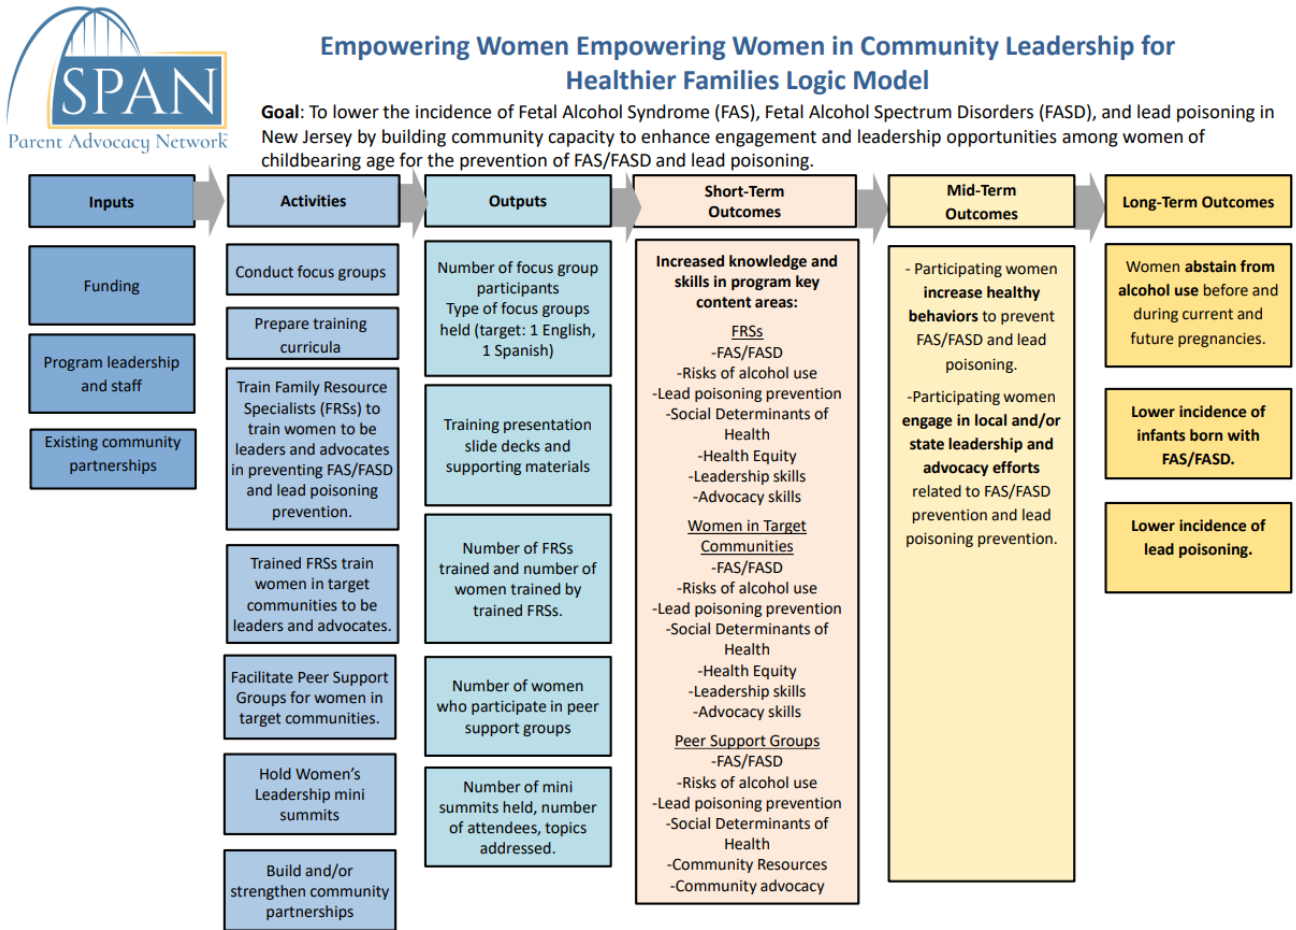 SPAN
Parent Advocacy Network
Empowering Women Empowering Women in Community Leadership for
Healthier Families Logic Model
Goal: To lower the incidence of Fetal Alcohol Syndrome (FAS), Fetal Alcohol Spectrum Disorders (FASD), and lead poisoning in
New Jersey by building community capacity to enhance engagement and leadership opportunities among women of
childbearing age for the prevention of FAS/FASD and lead poisoning.
Inputs
Funding
Program leadership
and staff
Existing community
partnerships
Activities
Conduct focus groups
Prepare training
curricula
Train Family Resource
Specialists (FRSs) to
train women to be
leaders and advocates
in preventing FAS/FASD
and lead poisoning
prevention.
Trained FRSs train
women in target
communities to be
leaders and advocates.
Facilitate Peer Support
Groups for women in
target communities.
Hold Women’s
Leadership mini
summits
Build and/or
strengthen community
partnerships
Outputs
Number of focus group
participants
Type of focus groups
held (target: 1 English,
1 Spanish)
Training presentation
slide decks and
supporting materials
Number of FRSs
trained and number of
women trained by
trained FRSs.
Number of women
who participate in peer
support groups
Number of mini
summits held, number
of attendees, topics
addressed.
Short-Term
Outcomes
Increased knowledge and
skills in program key
content areas:
FRSs
-FAS/FASD
-Risks of alcohol use
-Lead poisoning prevention
-Social Determinants of
Health
-Health Equity
-Leadership skills
-Advocacy skills
Women in Target
Communities
-FAS/FASD
-Risks of alcohol use
-Lead poisoning prevention
-Social Determinants of
Health
-Health Equity
-Leadership skills
-Advocacy skills
Peer Support Groups
-FAS/FASD
-Risks of alcohol use
-Lead poisoning prevention
-Social Determinants of
Health
-Community Resources
-Community advocacy
Mid-Term
Outcomes
- Participating women
increase healthy
behaviors to prevent
FAS/FASD and lead
poisoning.
-Participating women
engage in local and/or
state leadership and
advocacy efforts
related to FAS/FASD
prevention and lead
poisoning prevention.
Long-Term Outcomes
Women abstain from
alcohol use before and
during current and
future pregnancies.
Lower incidence of
infants born with
FAS/FASD.
Lower incidence of
lead poisoning.